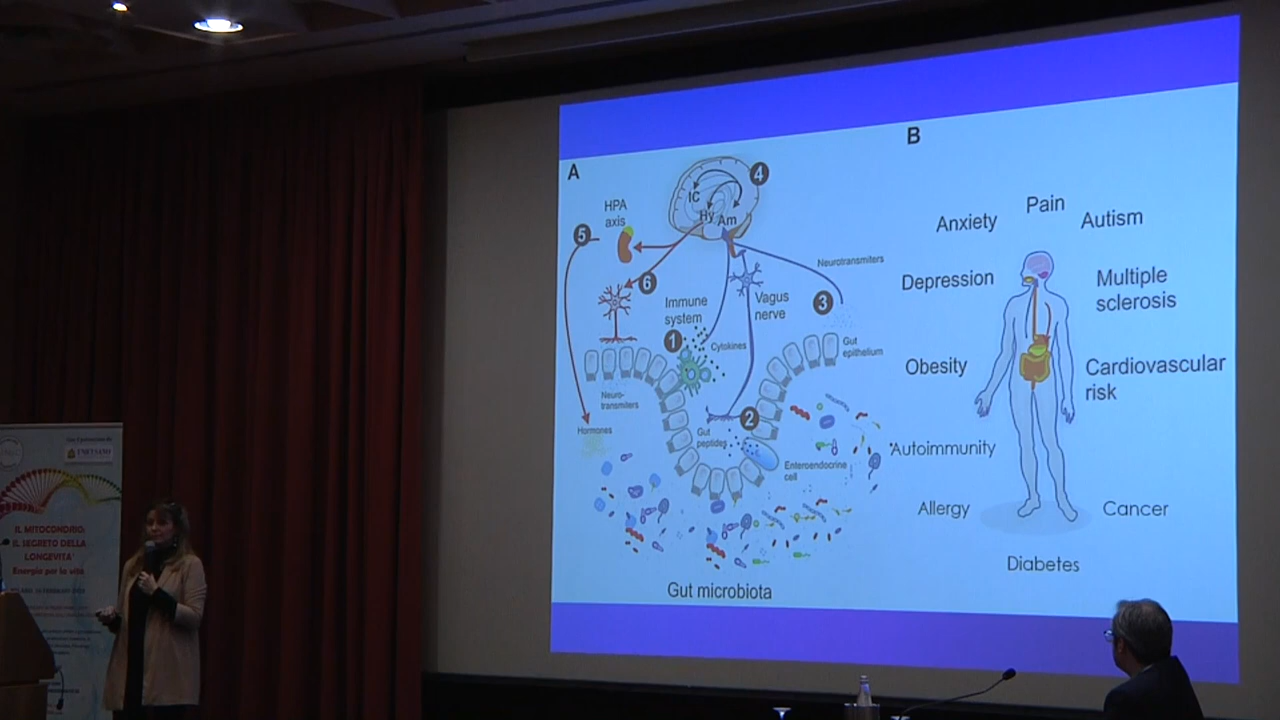 A
B
4
IC
Hy
Am
HPA
axis
5
6
Neurotransmiters
Immune
system
1
Cytokines
Vagus
nerve
3
Gut
epithelium
Neuro-
transmiters
Hormones
2
Gut
peptides
Enteroendocrine
cell
Gut microbiota
Pain
Anxiety
Autism
Depression
Multiple
sclerosis
Obesity
Cardiovascular
risk
Autoimmunity
Allergy
Cancer
Diabetes
IL MITOCONDRIO:
IL SEGRETO DELLA
LONGEVITA'
Energia per la vita